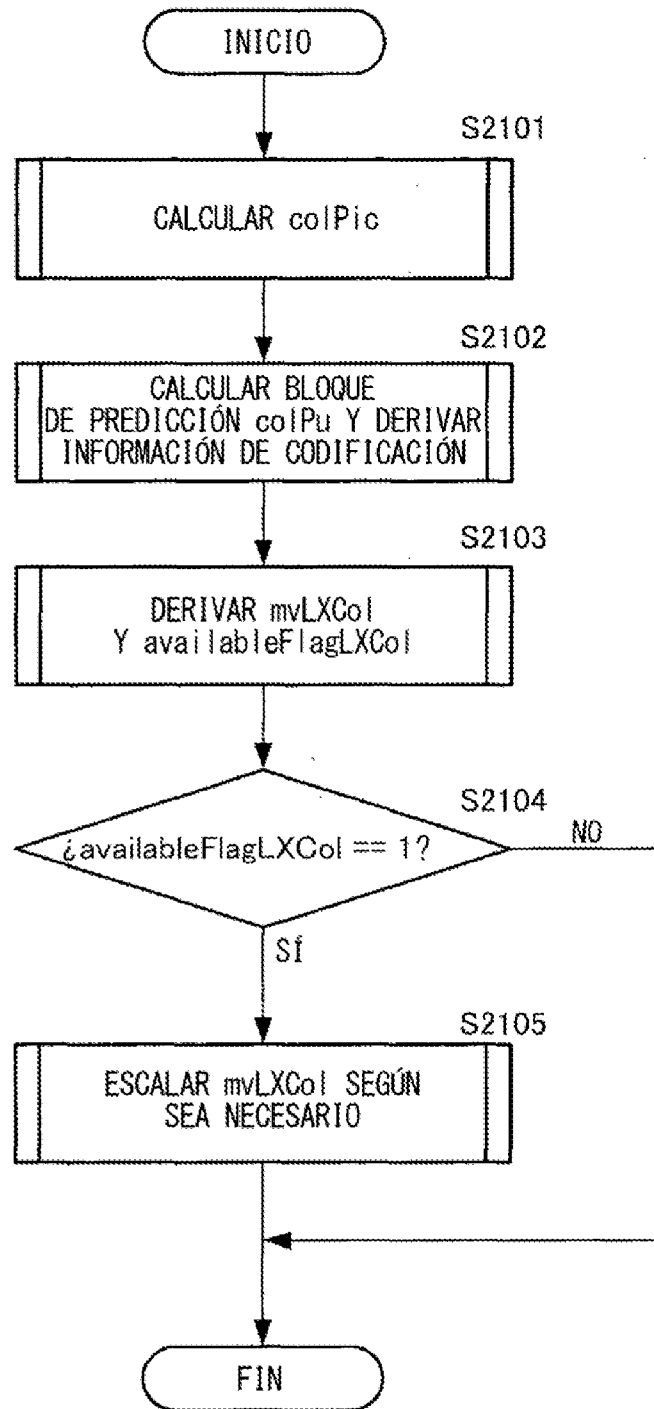 INICIO
S2101
CALCULAR colPic
S2102
CALCULAR BLOQUE
DE PREDICCIÓN colPu Y DERIVAR
INFORMACIÓN DE CODIFICACIÓN
S2103
DERIVAR mvLXCol
Y availableFlagLXCol
S2104
¿availableFlagLXCol == 1?
NO
SÍ
S2105
ESCALAR mvLXCol SEGÚN
SEA NECESARIO
FIN